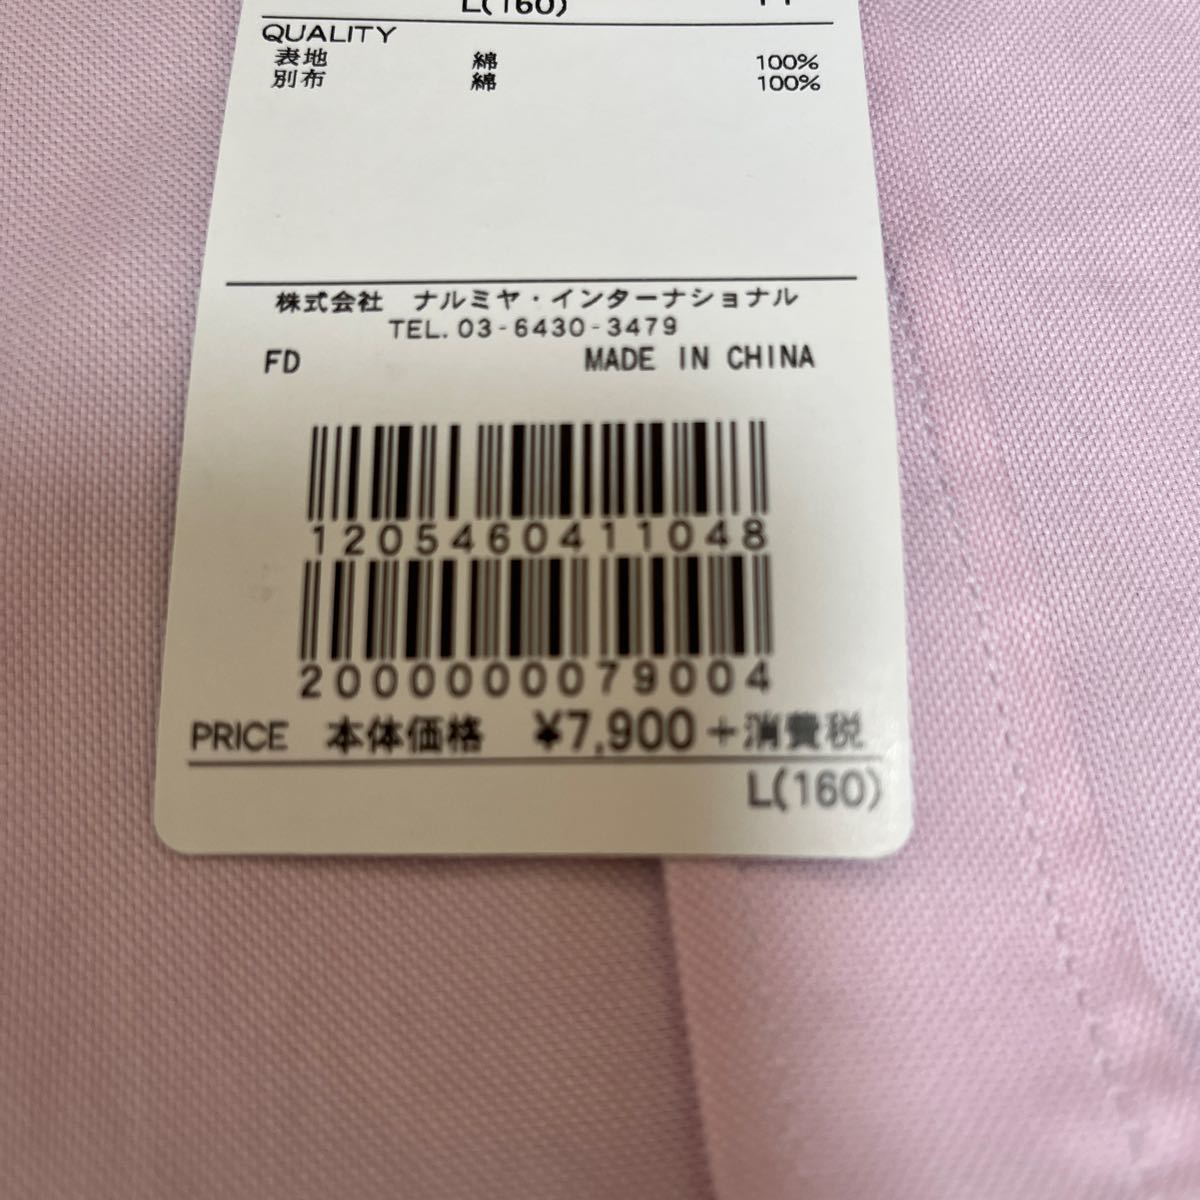 L(160)
QUALITY
表地 綿 100%
別布 綿 100%
株式会社 ナルミヤ・インターナショナル
TEL. 03-6430-3479
FD MADE IN CHINA
1205460411048
2000000079004
PRICE 本体価格 ¥7,900+消費税
L(160)